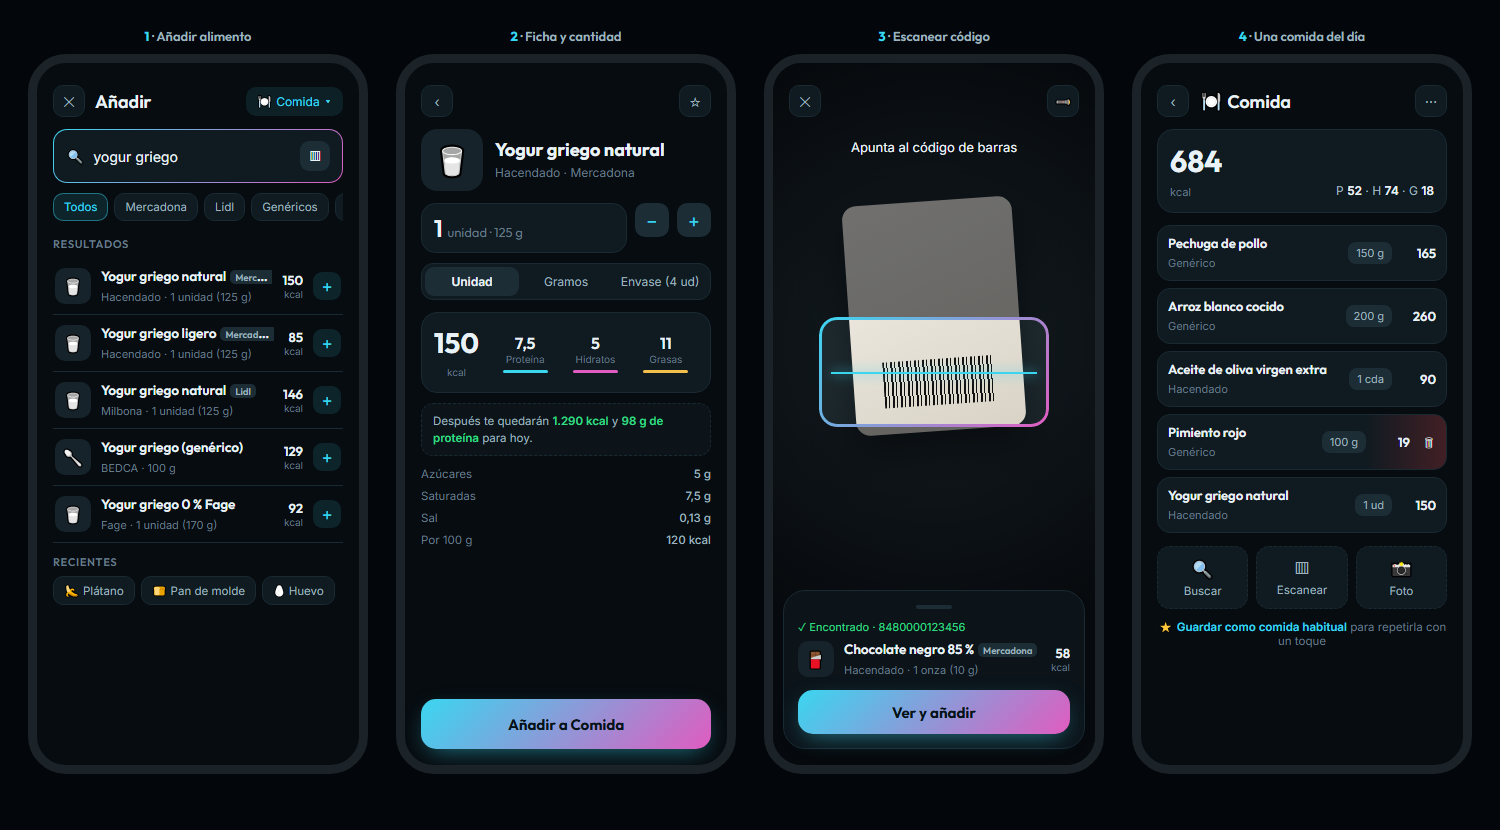 1 · Añadir alimento
Añadir
Comida
yogur griego
Todos
Mercadona
Lidl
Genéricos
RESULTADOS
Yogur griego natural Merc...
150
Hacendado · 1 unidad (125 g)
kcal
Yogur griego ligero Mercad...
85
Hacendado · 1 unidad (125 g)
kcal
Yogur griego natural Lidl
146
Milbona · 1 unidad (125 g)
kcal
Yogur griego (genérico)
129
BEDCA · 100 g
kcal
Yogur griego 0 % Fage
92
Fage · 1 unidad (170 g)
kcal
RECIENTES
Plátano
Pan de molde
Huevo
2 · Ficha y cantidad
Yogur griego natural
Hacendado · Mercadona
1 unidad · 125 g
Unidad
Gramos
Envase (4 ud)
150
kcal
7,5
Proteína
5
Hidratos
11
Grasas
Después te quedarán 1.290 kcal y 98 g de
proteína para hoy.
Azúcares 5 g
Saturadas 7,5 g
Sal 0,13 g
Por 100 g 120 kcal
Añadir a Comida
3 · Escanear código
Apunta al código de barras
✓ Encontrado · 8480000123456
Chocolate negro 85 % Mercadona
58
Hacendado · 1 onza (10 g)
kcal
Ver y añadir
4 · Una comida del día
Comida
684
kcal
P 52 · H 74 · G 18
Pechuga de pollo
Genérico
150 g
165
Arroz blanco cocido
Genérico
200 g
260
Aceite de oliva virgen extra
Hacendado
1 cda
90
Pimiento rojo
Genérico
100 g
19
Yogur griego natural
Hacendado
1 ud
150
Buscar
Escanear
Foto
Guardar como comida habitual para repetirla con
un toque